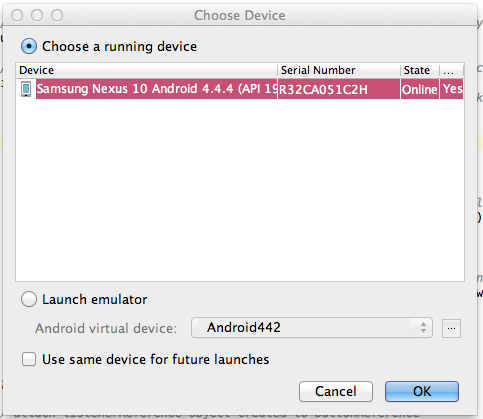 Choose Device
Choose a running device
Device Serial Number State ...
Samsung Nexus 10 Android 4.4.4 (API 19 R32CA051C2H Online Yes
Launch emulator
Android virtual device: Android442 ...
Use same device for future launches
Cancel OK